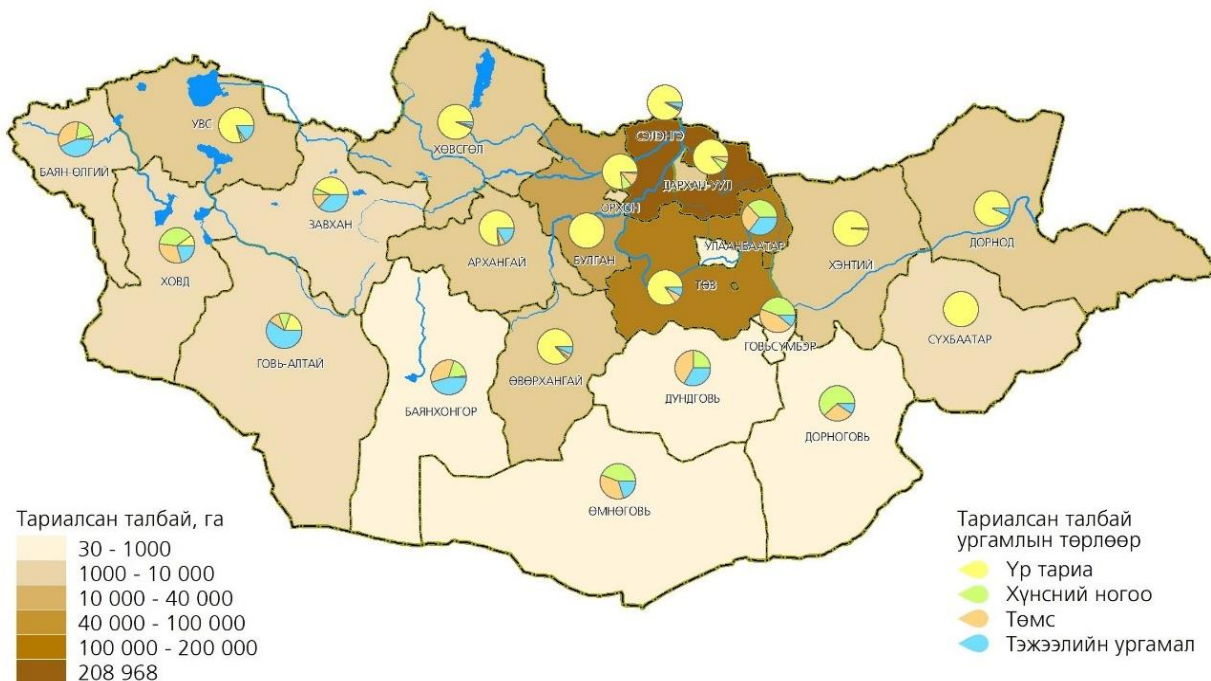 УВС
ХӨВСГӨЛ
СЭЛЭНГЭ
БАЯН-ӨЛГИЙ
ЗАВХАН
ОРХОН
ДАРХАН-УУЛ
АРХАНГАЙ
БУЛГАН
УЛААНБААТАР
ХЭНТИЙ
ДОРНОД
ХОВД
ТӨВ
ГОВЬ-АЛТАЙ
БАЯНХОНГОР
ӨВӨРХАНГАЙ
ДУНДГОВЬ
ГОВЬСҮМБЭР
СҮХБААТАР
ДОРНОГОВЬ
ӨМНӨГОВЬ
Тариалсан талбай, га
30 - 1000
1000 - 10 000
10 000 - 40 000
40 000 - 100 000
100 000 - 200 000
208 968
Тариалсан талбай
ургамлын төрлөөр
Үр тариа
Хүнсний ногоо
Төмс
Тэжээлийн ургамал